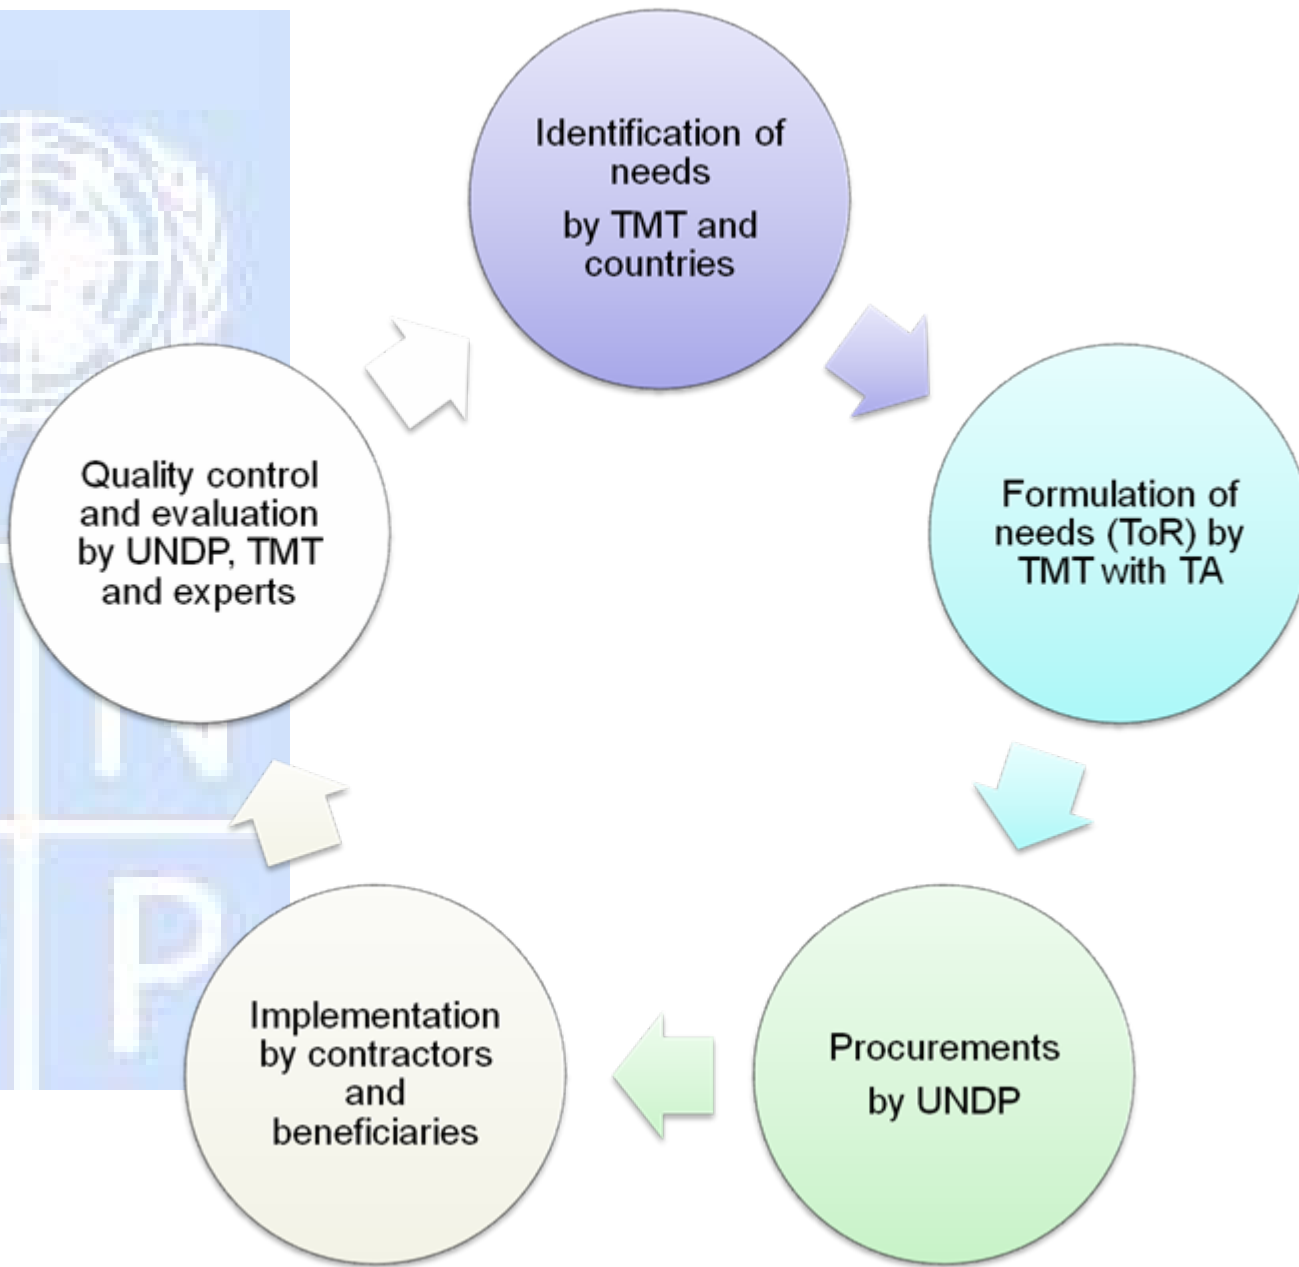 Identification of
needs
by TMT and
countries
Formulation of
needs (ToR) by
TMT with TA
Procurements
by UNDP
Implementation
by contractors
and
beneficiaries
Quality control
and evaluation
by UNDP, TMT
and experts
N
P